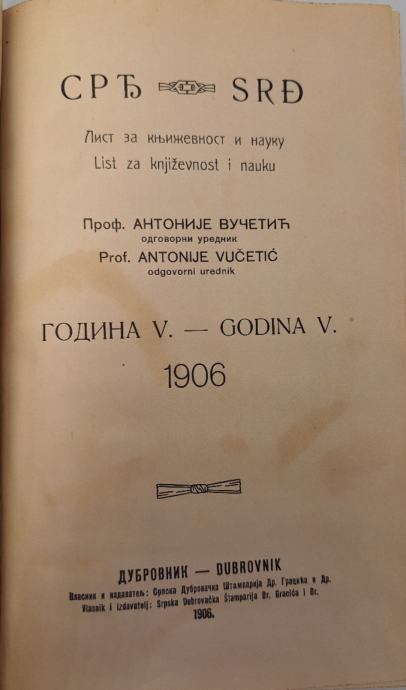 СРЂ SRĐ
Лист за књижевност и науку
List za književnost i nauku
Проф. АНТОНИЈЕ ВУЧЕТИЋ
одговорни уредник
Prof. ANTONIJE VUČETIĆ
odgovorni urednik
ГОДИНА V. — GODINA V.
1906
ДУБРОВНИК — DUBROVNIK
Власник и издаватељ: Српска Дубровачка Штампарија Др. Грацића и Др.
Vlasnik i izdavatelj: Srpska Dubrovačka Štamparija Dr. Gracića i Dr.
1906.